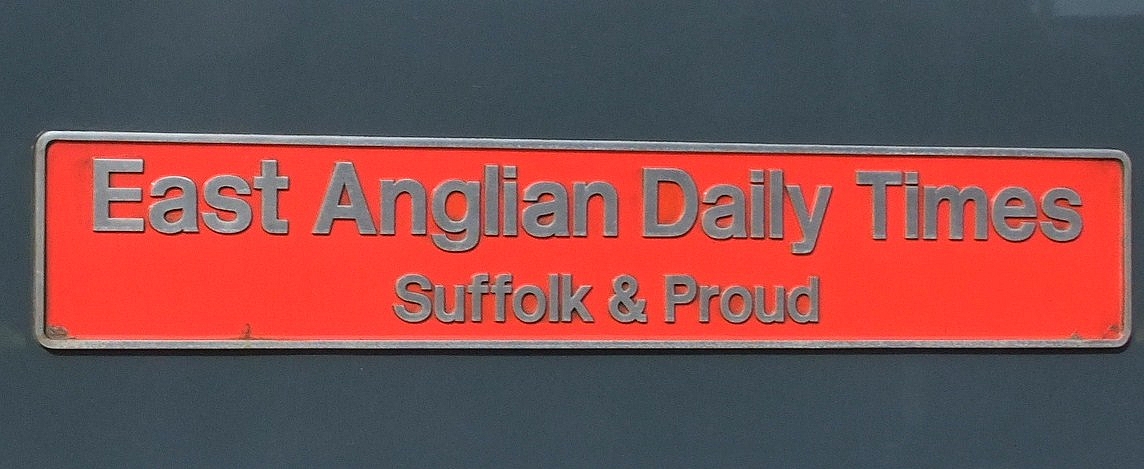 East Anglian Daily Times
Suffolk & Proud